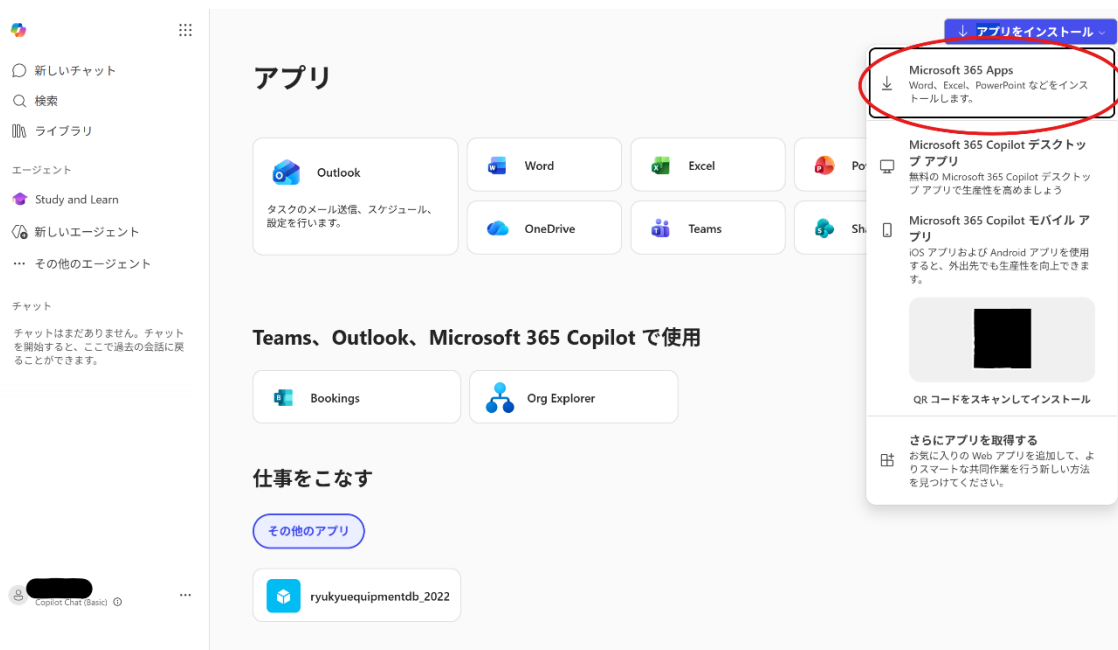 新しいチャット
検索
ライブラリ
エージェント
Study and Learn
新しいエージェント
その他のエージェント
チャット
チャットはまだありません。チャット
を開始すると、ここで過去の会話に戻
ることができます。
Copilot Chat (Basic)
アプリ
Outlook
タスクのメール送信、スケジュール、
設定を行います。
Word
Excel
Po
OneDrive
Teams
Sh
Teams、Outlook、Microsoft 365 Copilot で使用
Bookings
Org Explorer
仕事をこなす
その他のアプリ
ryukyuequipmentdb_2022
アプリをインストール
Microsoft 365 Apps
Word、Excel、PowerPoint などをインス
トールします。
Microsoft 365 Copilot デスクトッ
プ アプリ
無料の Microsoft 365 Copilot デスクトッ
プ アプリで生産性を高めましょう
Microsoft 365 Copilot モバイル ア
プリ
iOS アプリおよび Android アプリを使用
すると、外出先でも生産性を向上できま
す。
QR コードをスキャンしてインストール
さらにアプリを取得する
お気に入りの Web アプリを追加して、よ
りスマートな共同作業を行う新しい方法
を見つけてください。